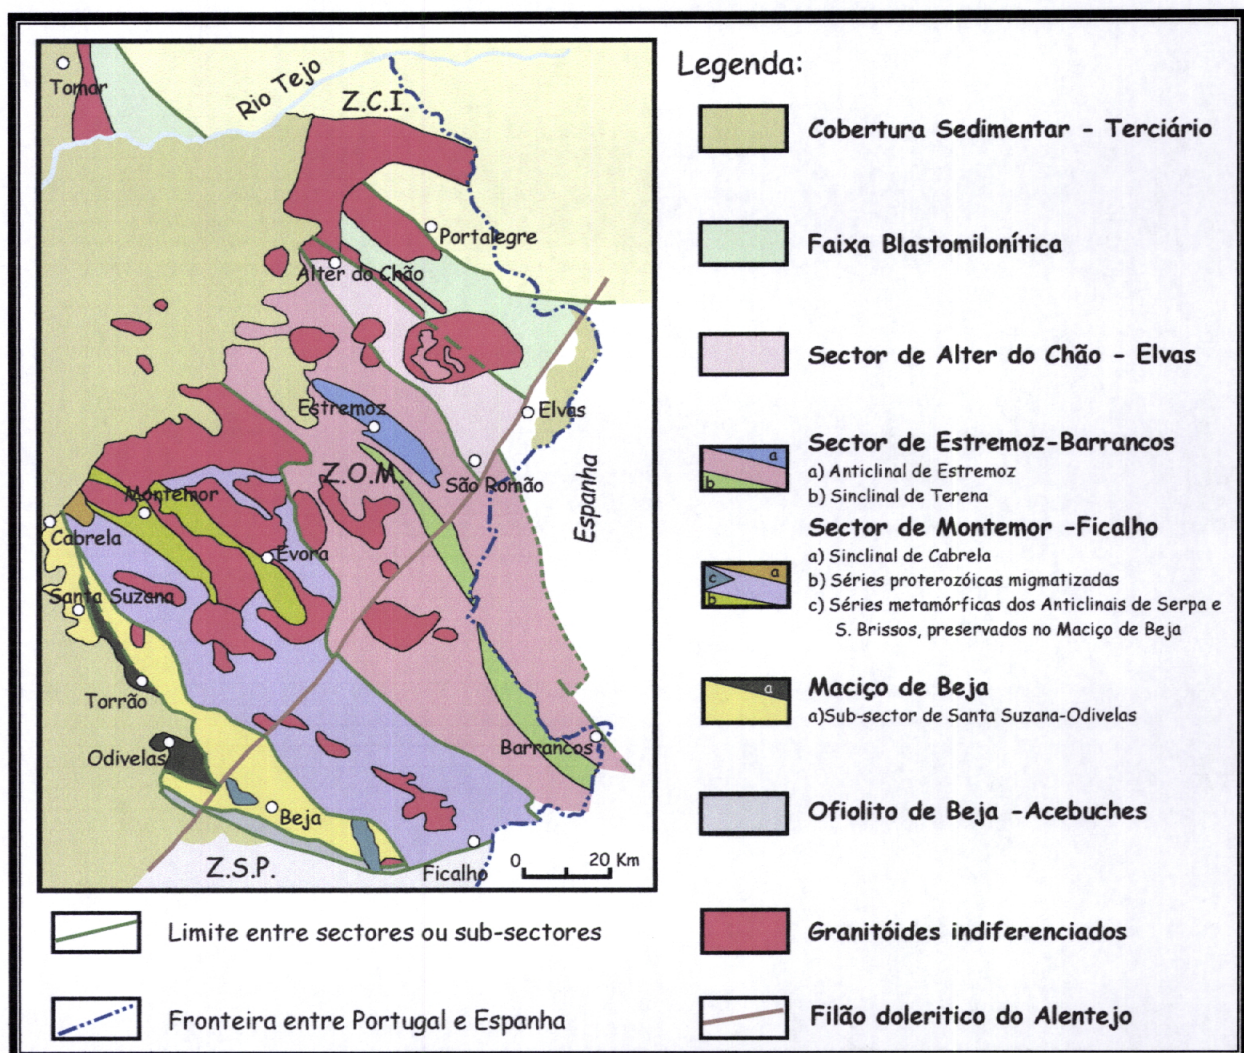 Tomar
Rio Tejo
Z.C.I.
Portalegre
Alter do Chão
Estremoz
Elvas
Z.O.M.
São Romão
Espanha
Montemor
Cabrela
Évora
Santa Suzana
Torrão
Odivelas
Barrancos
Beja
Z.S.P.
Ficalho
0 20 Km
Legenda:
Cobertura Sedimentar - Terciário
Faixa Blastomilonítica
Sector de Alter do Chão - Elvas
a
b
Sector de Estremoz-Barrancos
a) Anticlinal de Estremoz
b) Sinclinal de Terena
a
c
b
Sector de Montemor -Ficalho
a) Sinclinal de Cabrela
b) Séries proterozóicas migmatizadas
c) Séries metamórficas dos Anticlinais de Serpa e
S. Brissos, preservados no Maciço de Beja
a
Maciço de Beja
a)Sub-sector de Santa Suzana-Odivelas
Ofiolito de Beja -Acebuches
Granitóides indiferenciados
Filão doleritico do Alentejo
Limite entre sectores ou sub-sectores
Fronteira entre Portugal e Espanha